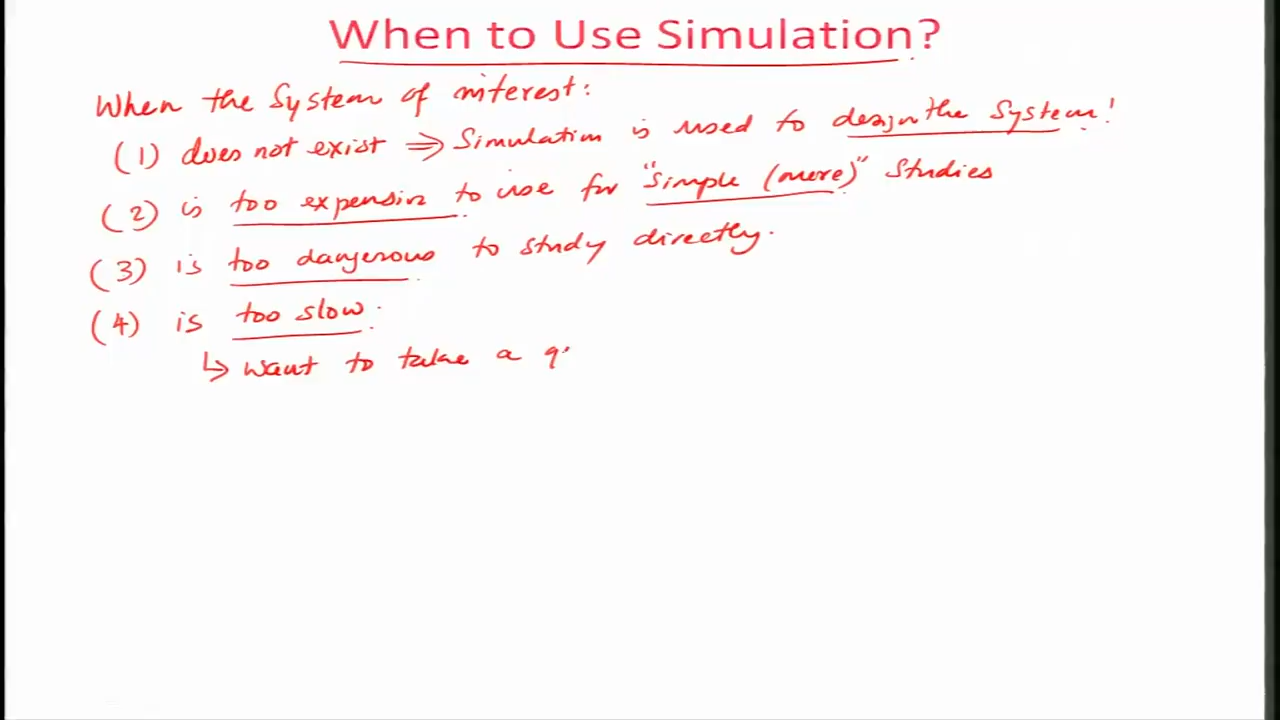 When to Use Simulation?
When the System of interest:
(1) does not exist ⇒ Simulation is used to design the System!
(2) is too expensive to use for "Simple (mere)" Studies
(3) is too dangerous to study directly.
(4) is too slow.
↳ Want to take a q